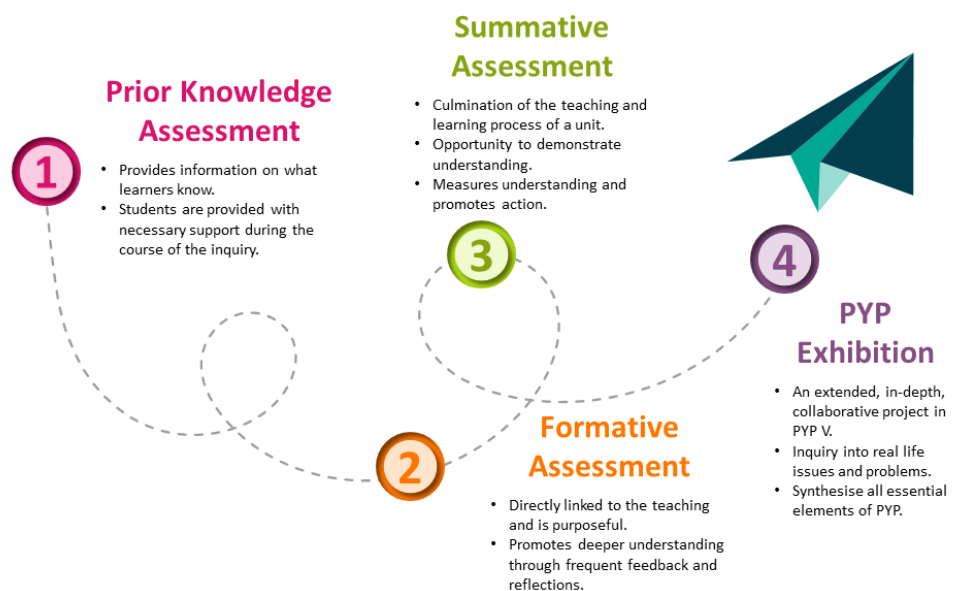 1
Prior Knowledge
Assessment
• Provides information on what
learners know.
• Students are provided with
necessary support during the
course of the inquiry.
2
Formative
Assessment
• Directly linked to the teaching
and is purposeful.
• Promotes deeper understanding
through frequent feedback and
reflections.
3
Summative
Assessment
• Culmination of the teaching and
learning process of a unit.
• Opportunity to demonstrate
understanding.
• Measures understanding and
promotes action.
4
PYP
Exhibition
• An extended, in-depth,
collaborative project in
PYP V.
• Inquiry into real life
issues and problems.
• Synthesise all essential
elements of PYP.